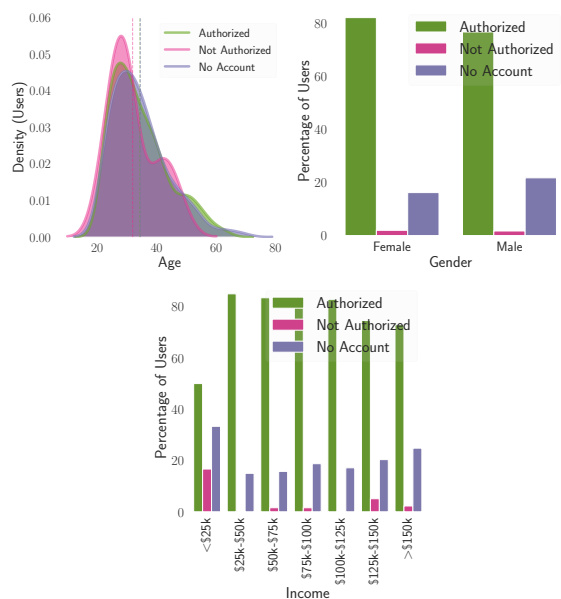 0.06
0.05
0.04
0.03
0.02
0.01
0.00
Density (Users)
Authorized
Not Authorized
No Account
20
40
60
80
Age
80
60
40
20
0
Percentage of Users
Authorized
Not Authorized
No Account
Female
Male
Gender
80
60
40
20
0
Percentage of Users
Authorized
Not Authorized
No Account
<$25k
$25k-$50k
$50k-$75k
$75k-$100k
$100k-$125k
$125k-$150k
>$150k
Income